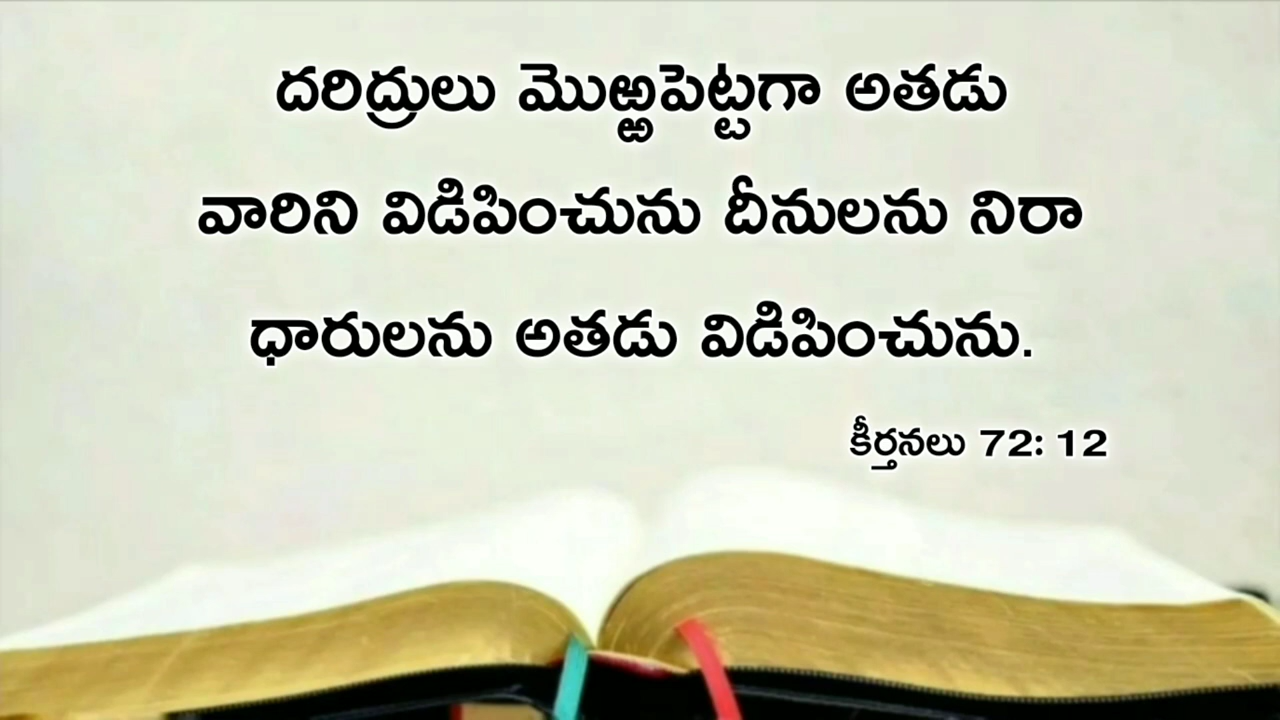 దరిద్రులు మొఱ్ఱపెట్టగా అతడు
వారిని విడిపించును దీనులను నిరా
ధారులను అతడు విడిపించును.
కీర్తనలు 72: 12